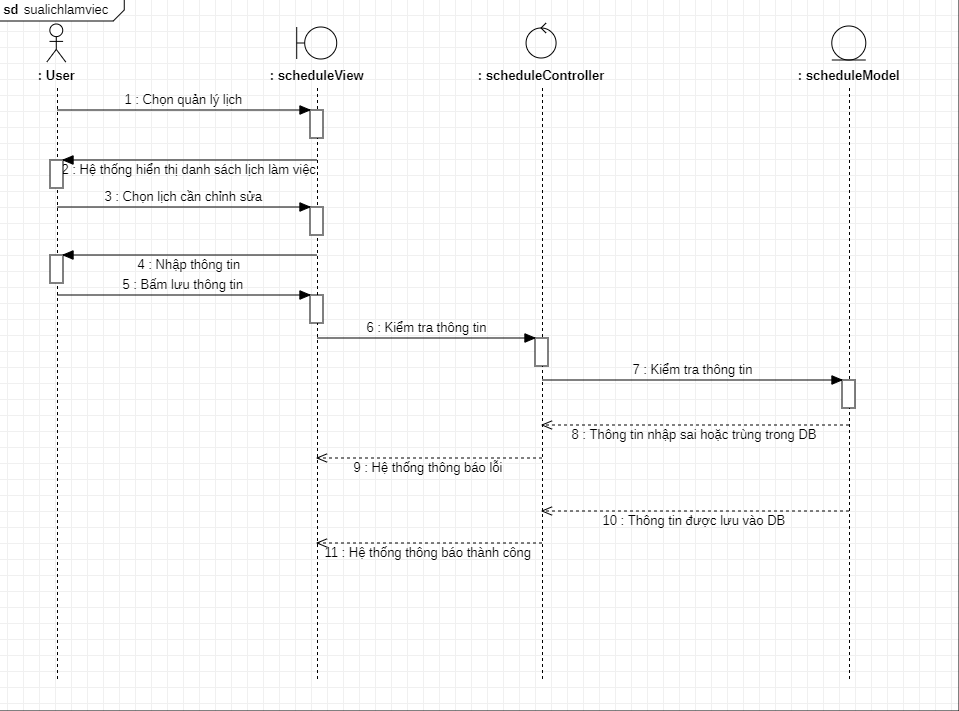 sd sualichlamviec
: User
: scheduleView
: scheduleController
: scheduleModel
1 : Chọn quản lý lịch
2 : Hệ thống hiển thị danh sách lịch làm việc
3 : Chọn lịch cần chỉnh sửa
4 : Nhập thông tin
5 : Bấm lưu thông tin
6 : Kiểm tra thông tin
7 : Kiểm tra thông tin
8 : Thông tin nhập sai hoặc trùng trong DB
9 : Hệ thống thông báo lỗi
10 : Thông tin được lưu vào DB
11 : Hệ thống thông báo thành công